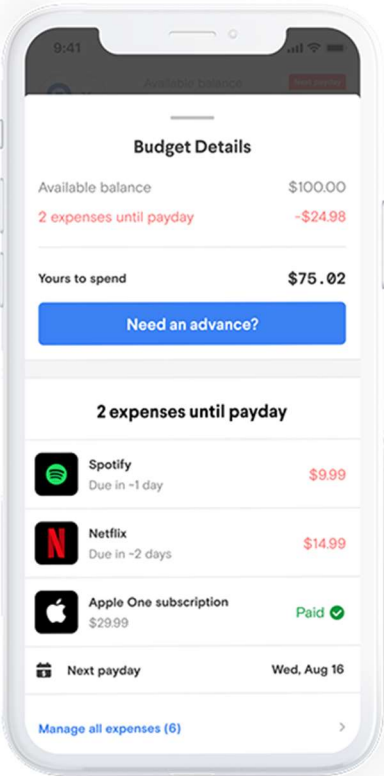 9:41
Available balance
Budget Details
Available balance $100.00
2 expenses until payday -$24.98
Yours to spend $75.02
Need an advance?
2 expenses until payday
Spotify
Due in ~1 day $9.99
N
Netflix
Due in ~2 days $14.99
Apple One subscription
$29.99 Paid
Next payday Wed, Aug 16
Manage all expenses (6)